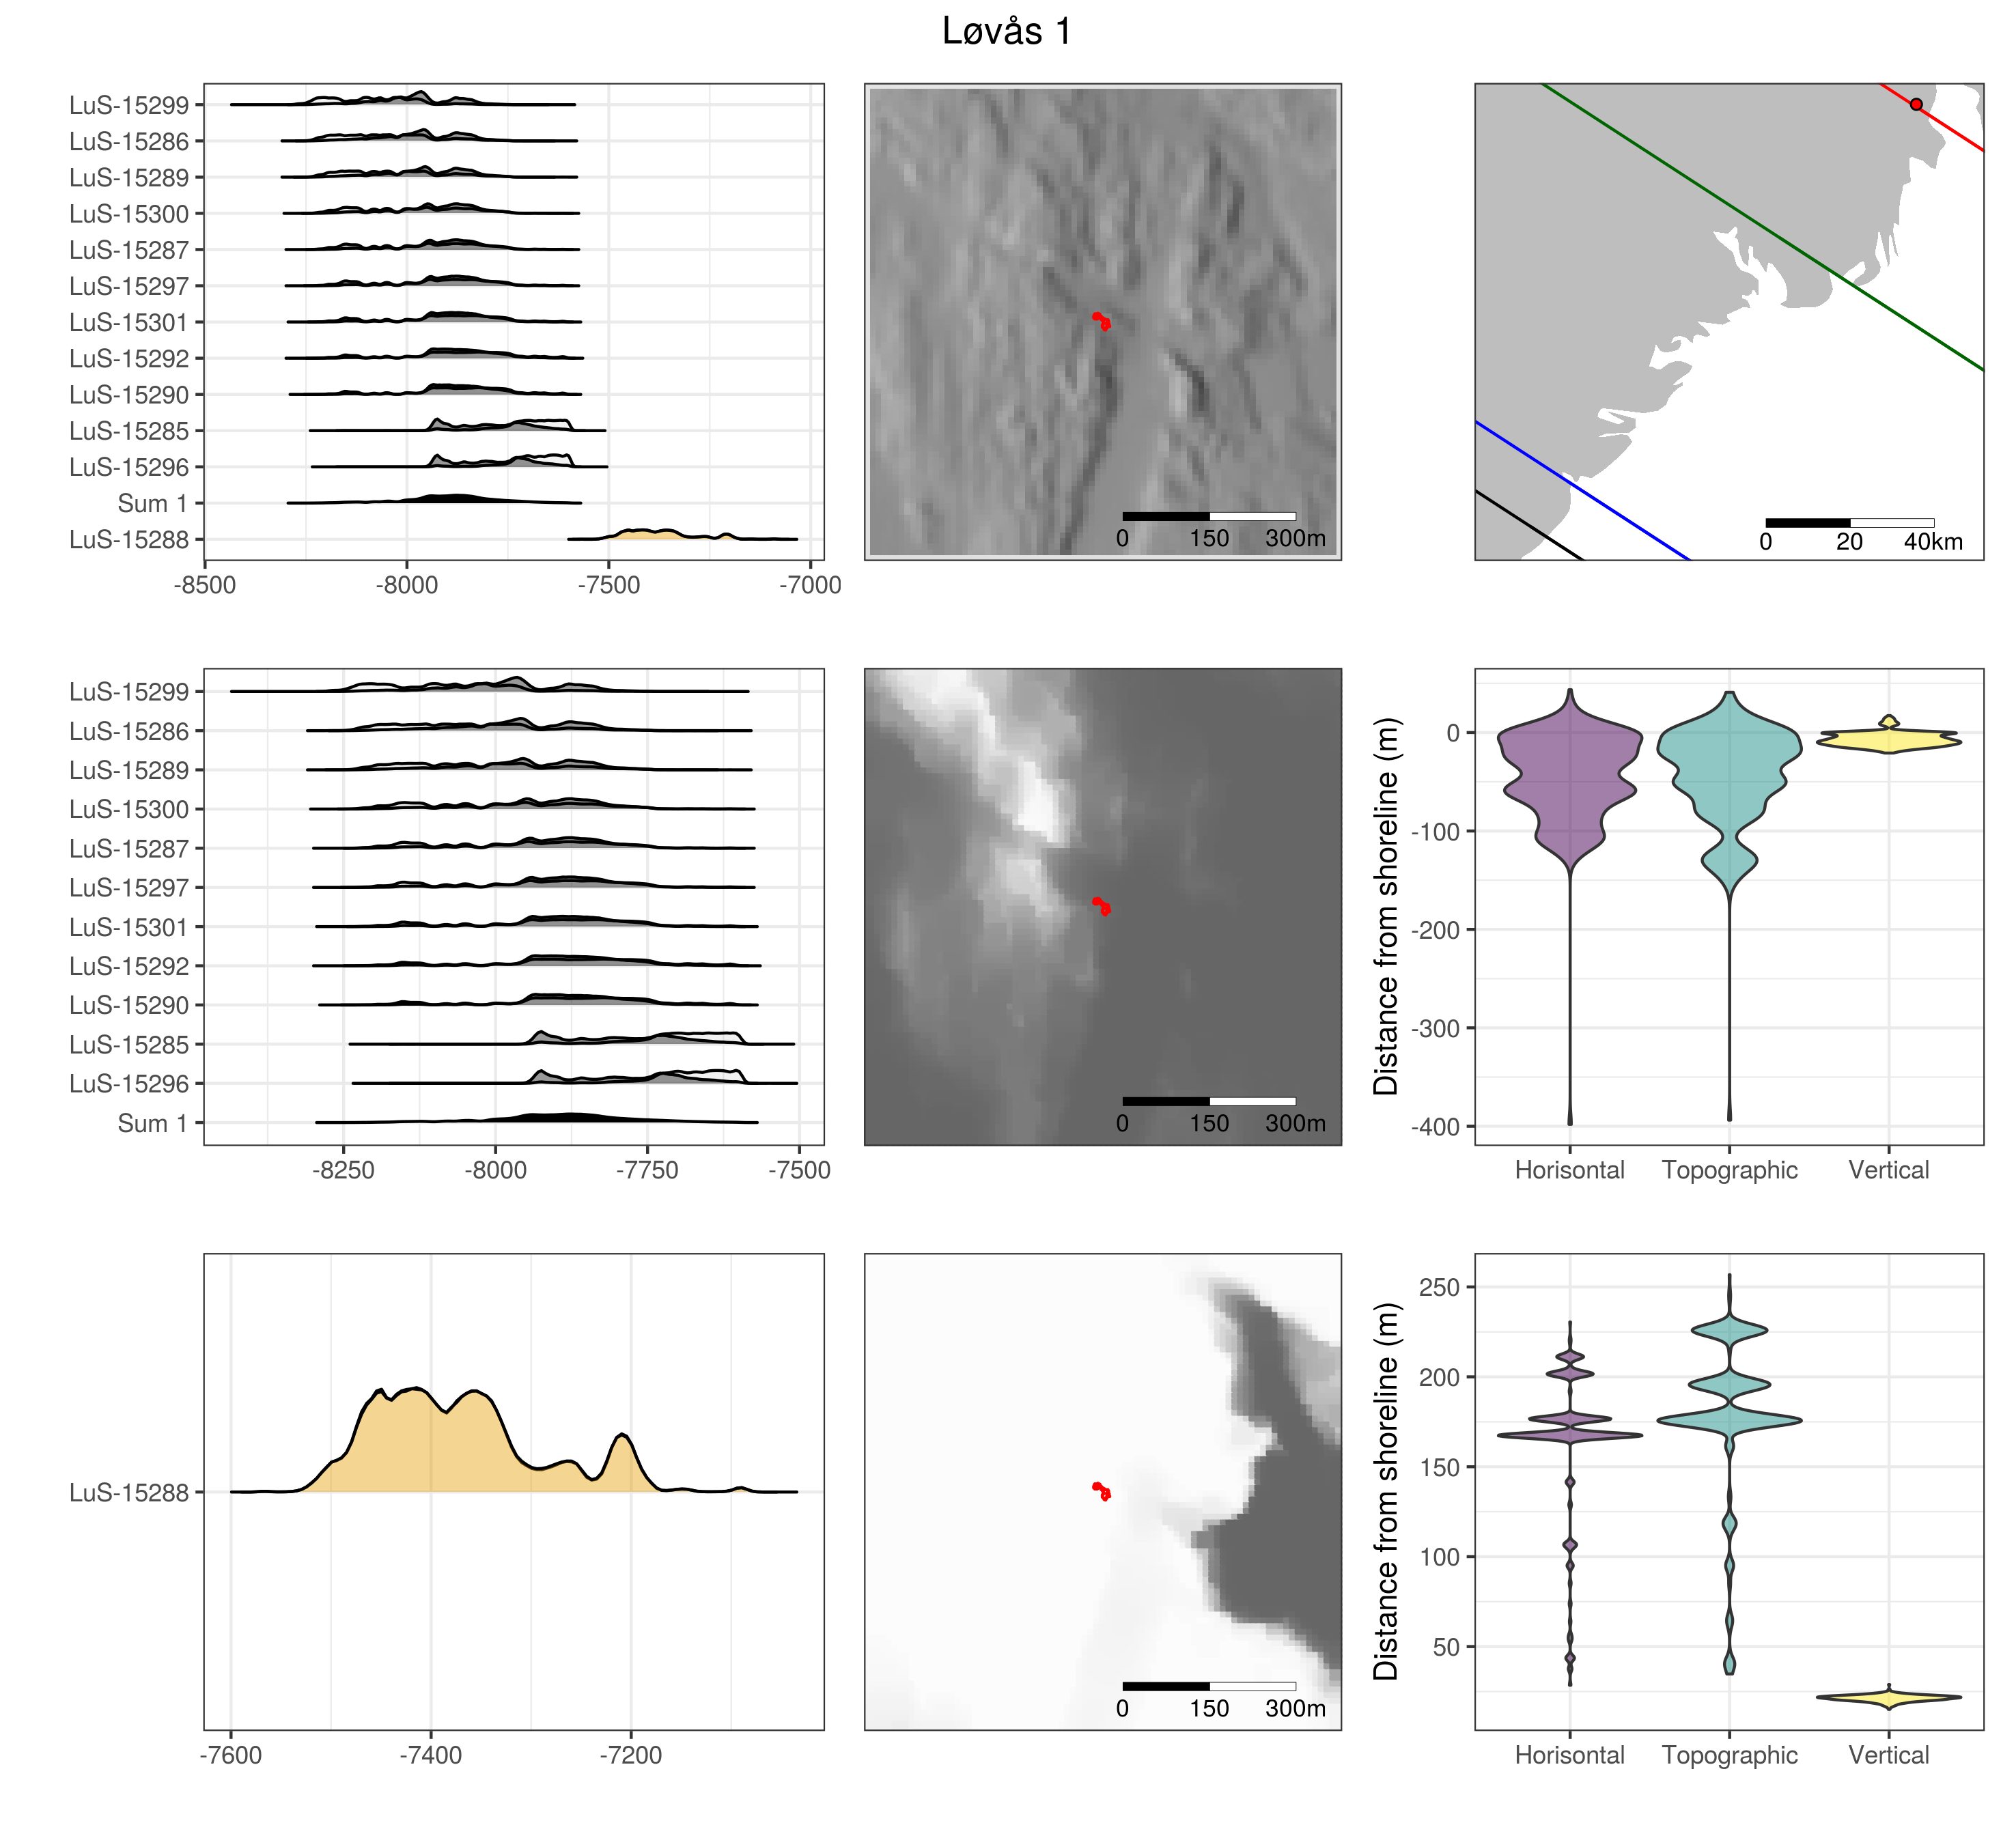 Løvås 1
LuS-15299
LuS-15286
LuS-15289
LuS-15300
LuS-15287
LuS-15297
LuS-15301
LuS-15292
LuS-15290
LuS-15285
LuS-15296
Sum 1
LuS-15288
-8500 -8000 -7500 -7000
0 150 300m
0 20 40km
LuS-15299
LuS-15286
LuS-15289
LuS-15300
LuS-15287
LuS-15297
LuS-15301
LuS-15292
LuS-15290
LuS-15285
LuS-15296
Sum 1
-8250 -8000 -7750 -7500
0 150 300m
Distance from shoreline (m)
0
-100
-200
-300
-400
Horisontal Topographic Vertical
LuS-15288
-7600 -7400 -7200
0 150 300m
Distance from shoreline (m)
250
200
150
100
50
Horisontal Topographic Vertical